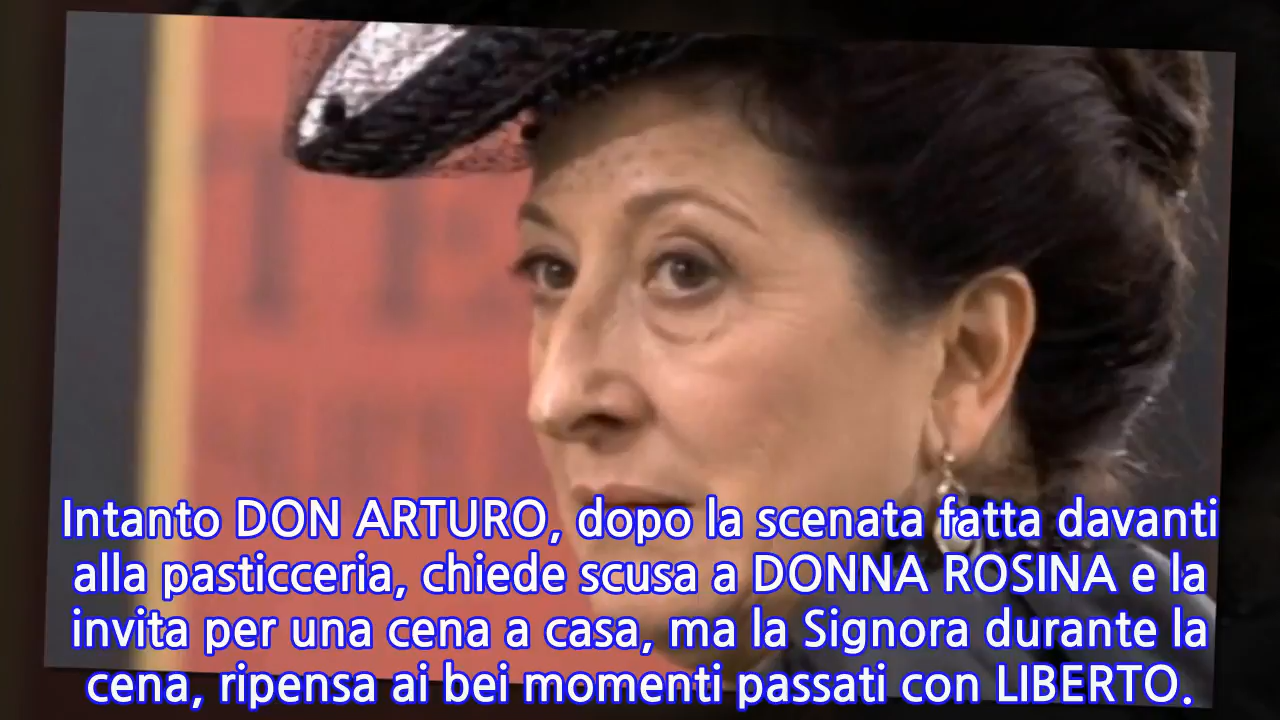 Intanto DON ARTURO, dopo la scenata fatta davanti
alla pasticceria, chiede scusa a DONNA ROSINA e la
invita per una cena a casa, ma la Signora durante la
cena, ripensa ai bei momenti passati con LIBERTO.